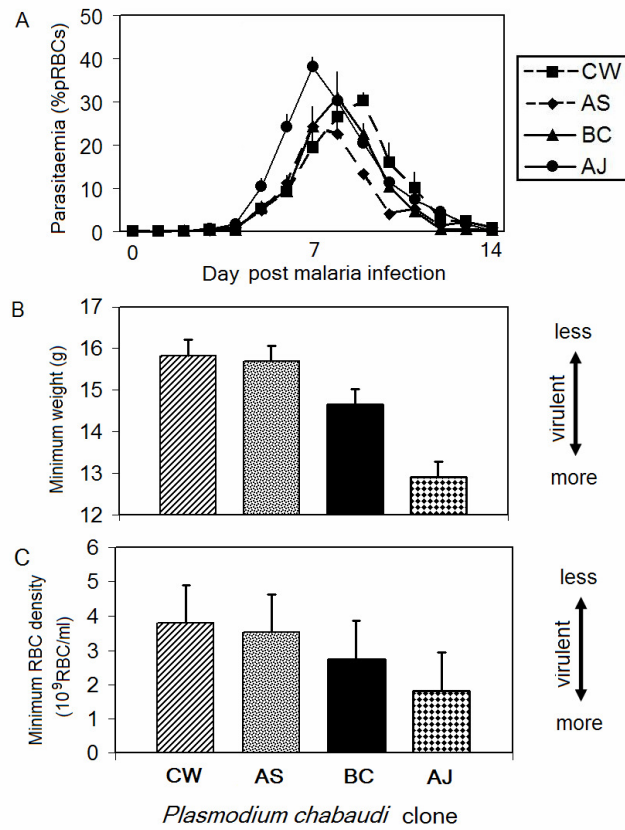 A
Parasitaemia (%pRBCs)
50
40
30
20
10
0
0
7
14
Day post malaria infection
CW
AS
BC
AJ
B
Minimum weight (g)
17
16
15
14
13
12
less
virulent
more
C
Minimum RBC density
(10⁹RBC/ml)
6
5
4
3
2
1
0
less
virulent
more
CW
AS
BC
AJ
Plasmodium chabaudi clone